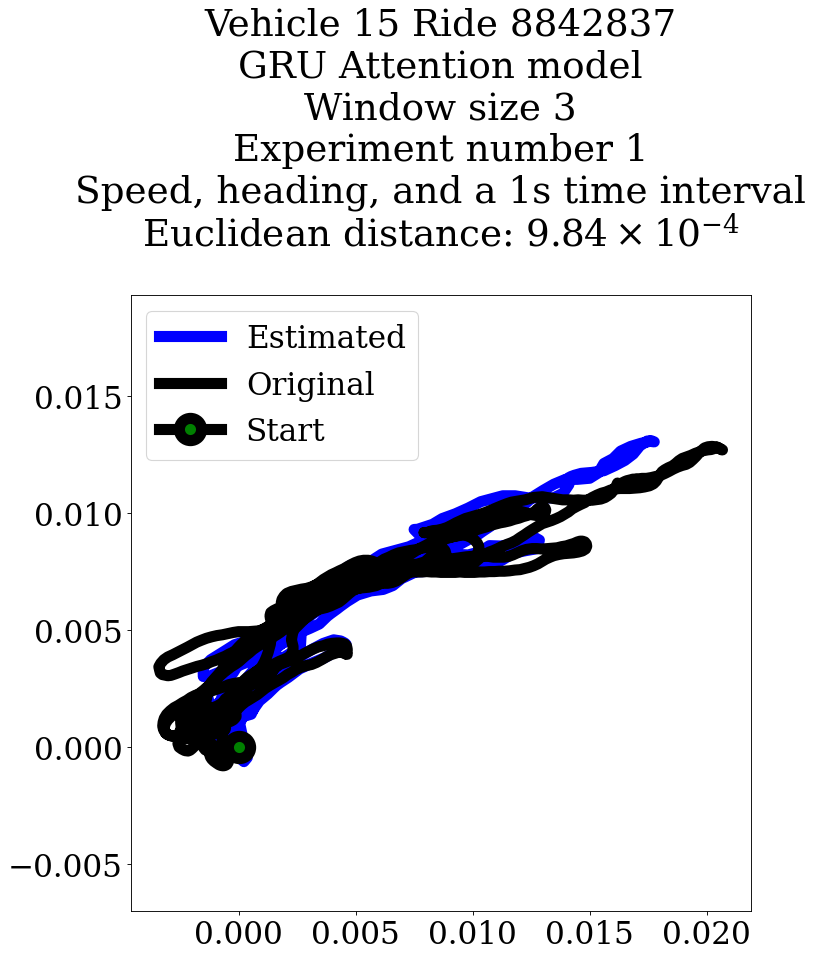 Vehicle 15 Ride 8842837
GRU Attention model
Window size 3
Experiment number 1
Speed, heading, and a 1s time interval
Euclidean distance: 9.84 × 10⁻⁴
Estimated
Original
Start
0.015
0.010
0.005
0.000
−0.005
0.000 0.005 0.010 0.015 0.020